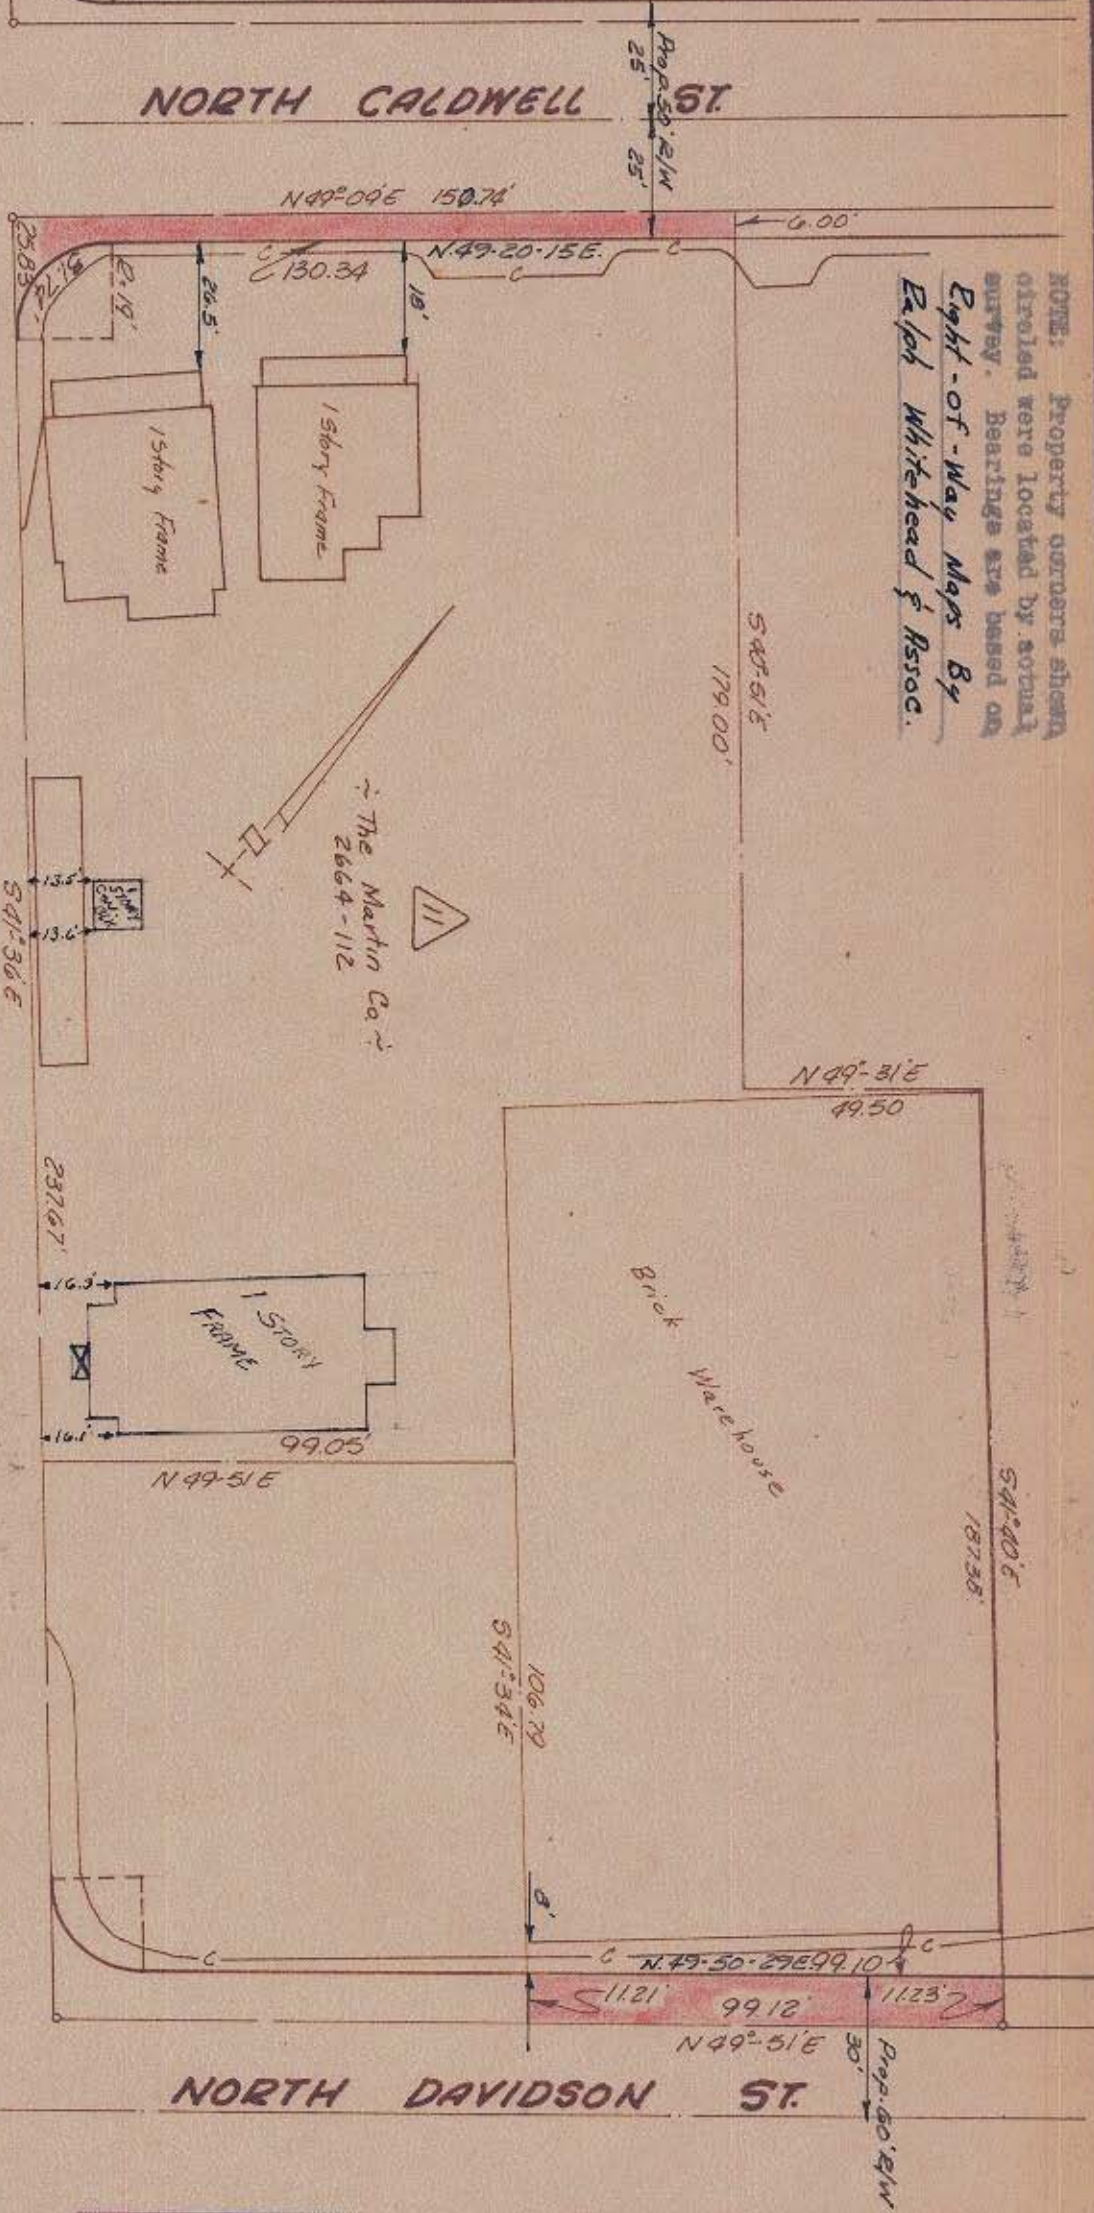 Prop. 50' R/W
25'
25'
NORTH CALDWELL ST.
N49°-09'E 150.74'
6.00'
N.49-20-15E.
C
130.34
C
C
25.83'
R-19'
26.5'
18'
NOTE: Property corners shown
circled were located by actual
survey. Bearings are based on
Right-of-Way Maps By
Ralph Whitehead & Assoc.
1 Story Frame
1 Story Frame
S40°-51'E
179.00'
11
~ The Martin Co. ~
2664-112
13.5'
13.6'
S41°-36'E
237.67'
N49°-31'E
49.50
Brick Warehouse
S41°-40'E
187.38'
16.3'
1 STORY
FRAME
16.1'
99.05'
N49-51E
106.79
S41°-34'E
8'
C
C
C
N.49-50-29E 99.10
11.21'
99.12'
11.23'
N49°-51'E
30'
Prop. 60' R/W
NORTH DAVIDSON ST.